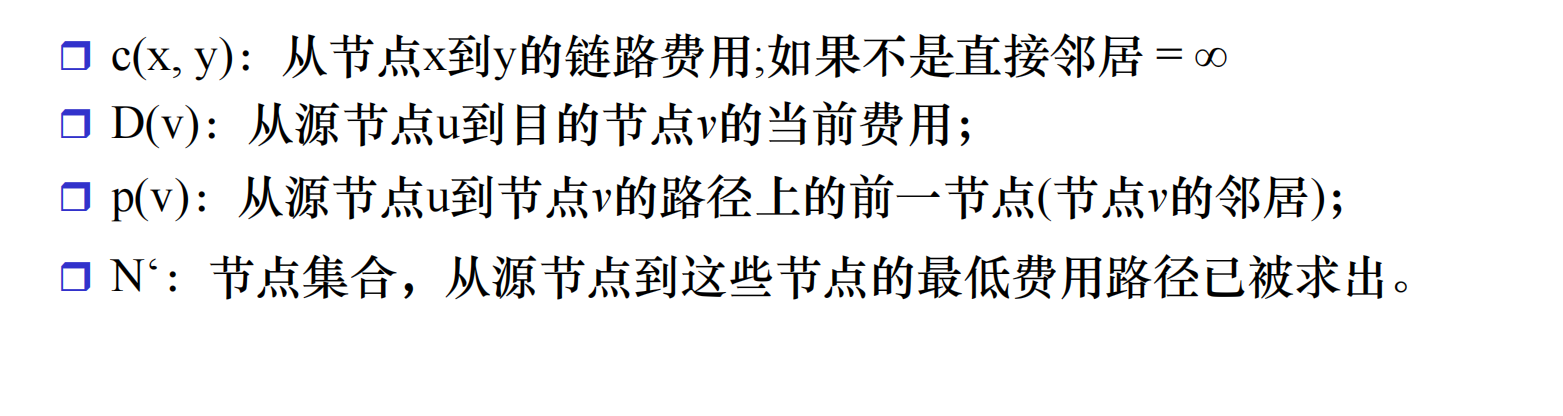 ❒ c(x, y)：从节点x到y的链路费用;如果不是直接邻居 = ∞
❒ D(v)：从源节点u到目的节点v的当前费用；
❒ p(v)：从源节点u到节点v的路径上的前一节点(节点v的邻居)；
❒ N‘：节点集合，从源节点到这些节点的最低费用路径已被求出。